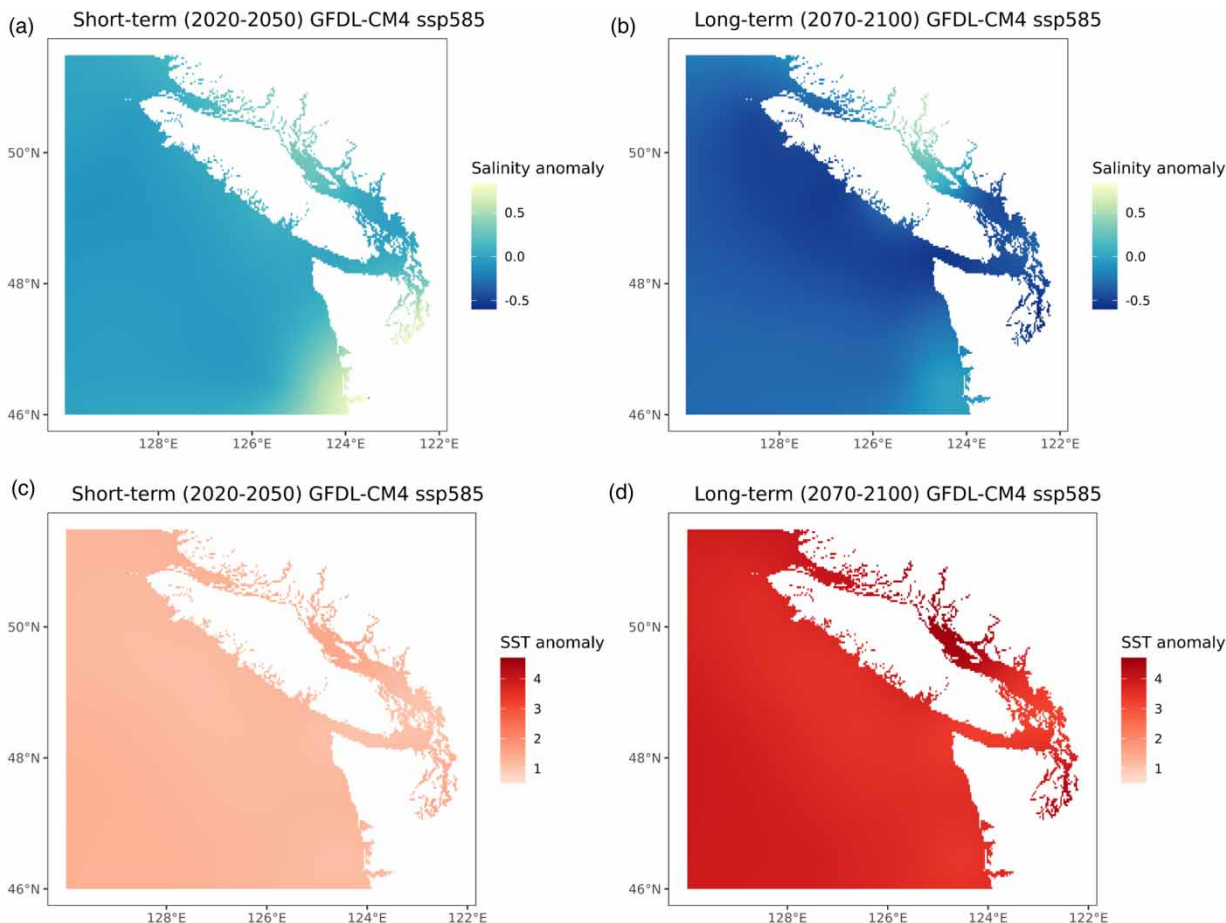 (a)
Short-term (2020-2050) GFDL-CM4 ssp585
50°N
48°N
46°N
128°E
126°E
124°E
122°E
Salinity anomaly
0.5
0.0
-0.5
(b)
Long-term (2070-2100) GFDL-CM4 ssp585
50°N
48°N
46°N
128°E
126°E
124°E
122°E
Salinity anomaly
0.5
0.0
-0.5
(c)
Short-term (2020-2050) GFDL-CM4 ssp585
50°N
48°N
46°N
128°E
126°E
124°E
122°E
SST anomaly
4
3
2
1
(d)
Long-term (2070-2100) GFDL-CM4 ssp585
50°N
48°N
46°N
128°E
126°E
124°E
122°E
SST anomaly
4
3
2
1